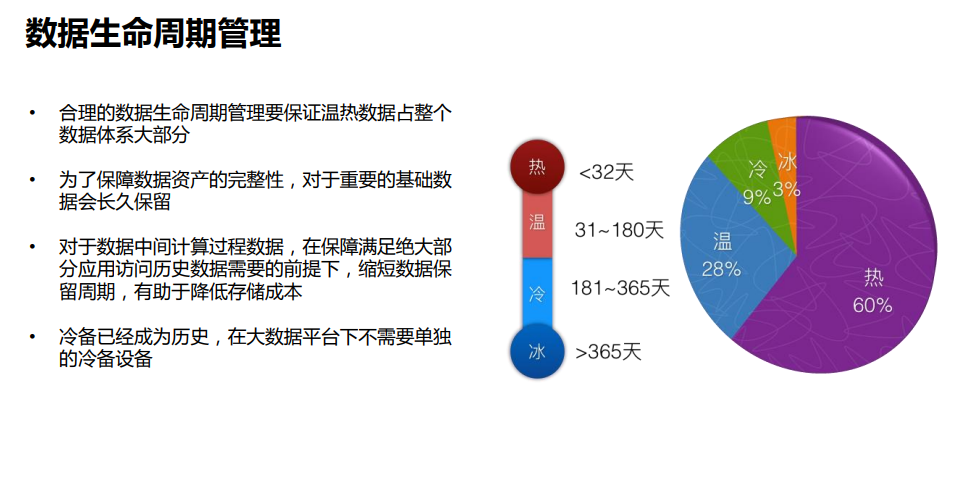 数据生命周期管理
• 合理的数据生命周期管理要保证温热数据占整个
数据体系大部分
• 为了保障数据资产的完整性，对于重要的基础数
据会长久保留
• 对于数据中间计算过程数据，在保障满足绝大部
分应用访问历史数据需要的前提下，缩短数据保
留周期，有助于降低存储成本
• 冷备已经成为历史，在大数据平台下不需要单独
的冷备设备
热
<32天
温
31~180天
冷
181~365天
冰
>365天
冰
3%
冷
9%
温
28%
热
60%